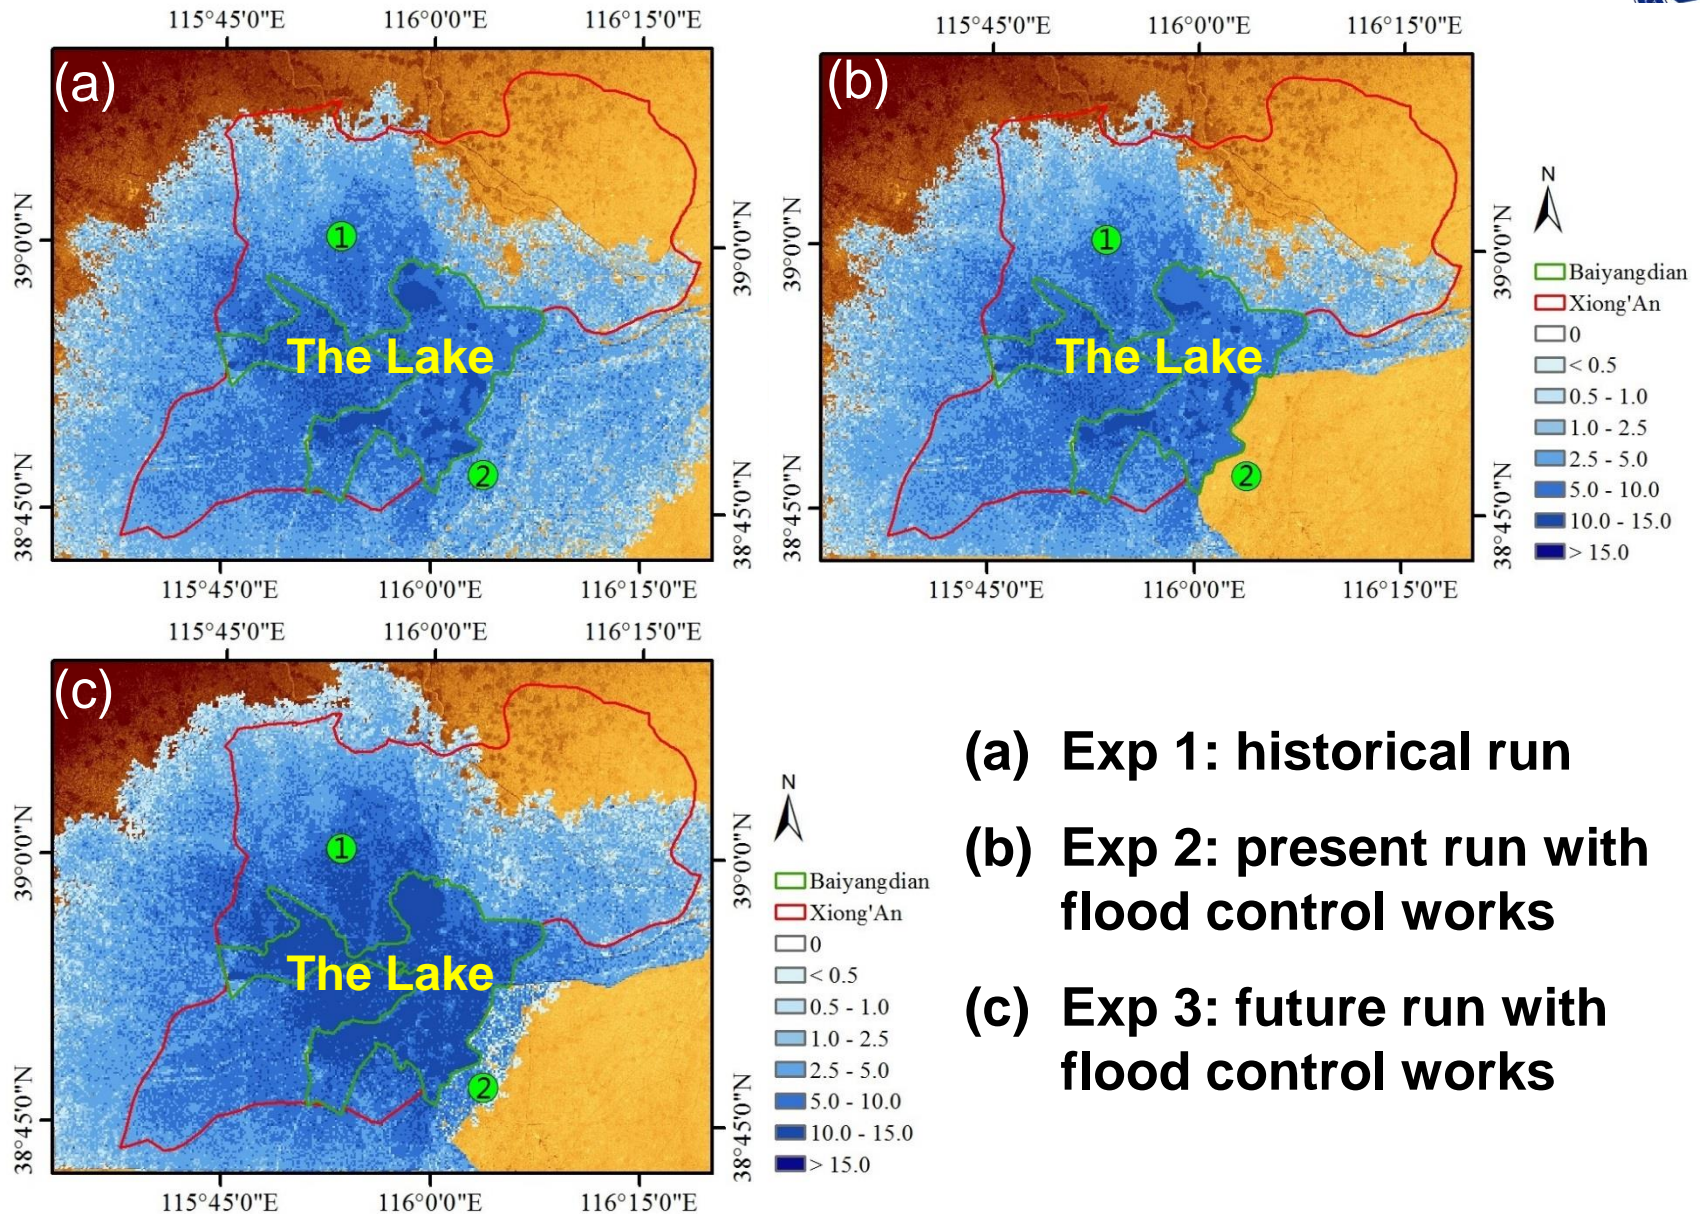 115°45'0"E 116°0'0"E 116°15'0"E
115°45'0"E 116°0'0"E 116°15'0"E
(a)
(b)
39°0'0"N
38°45'0"N
1
The Lake
2
39°0'0"N
38°45'0"N
39°0'0"N
38°45'0"N
1
The Lake
2
39°0'0"N
38°45'0"N
N
Baiyangdian
Xiong'An
0
< 0.5
0.5 - 1.0
1.0 - 2.5
2.5 - 5.0
5.0 - 10.0
10.0 - 15.0
> 15.0
115°45'0"E 116°0'0"E 116°15'0"E
115°45'0"E 116°0'0"E 116°15'0"E
115°45'0"E 116°0'0"E 116°15'0"E
(c)
39°0'0"N
38°45'0"N
1
The Lake
2
39°0'0"N
38°45'0"N
N
Baiyangdian
Xiong'An
0
< 0.5
0.5 - 1.0
1.0 - 2.5
2.5 - 5.0
5.0 - 10.0
10.0 - 15.0
> 15.0
115°45'0"E 116°0'0"E 116°15'0"E
(a) Exp 1: historical run
(b) Exp 2: present run with
flood control works
(c) Exp 3: future run with
flood control works